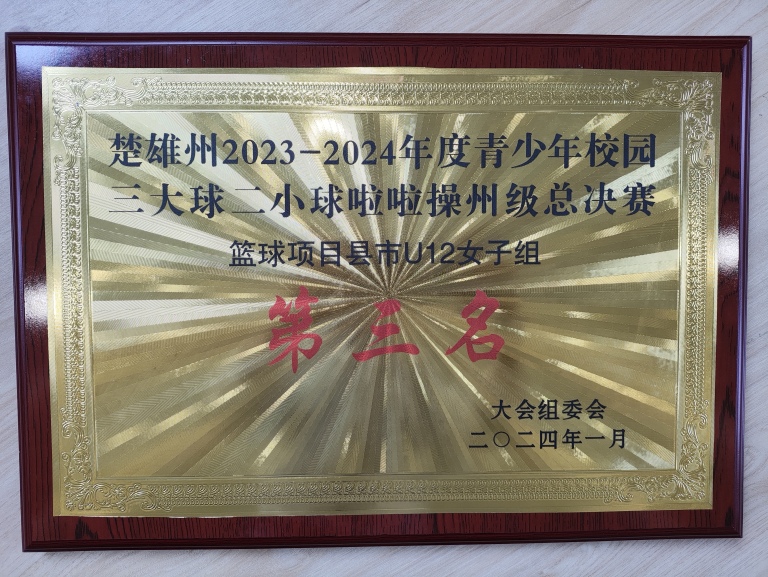 楚雄州2023-2024年度青少年校园
三大球二小球啦啦操州级总决赛
篮球项目县市U12女子组
第三名
大会组委会
二〇二四年一月